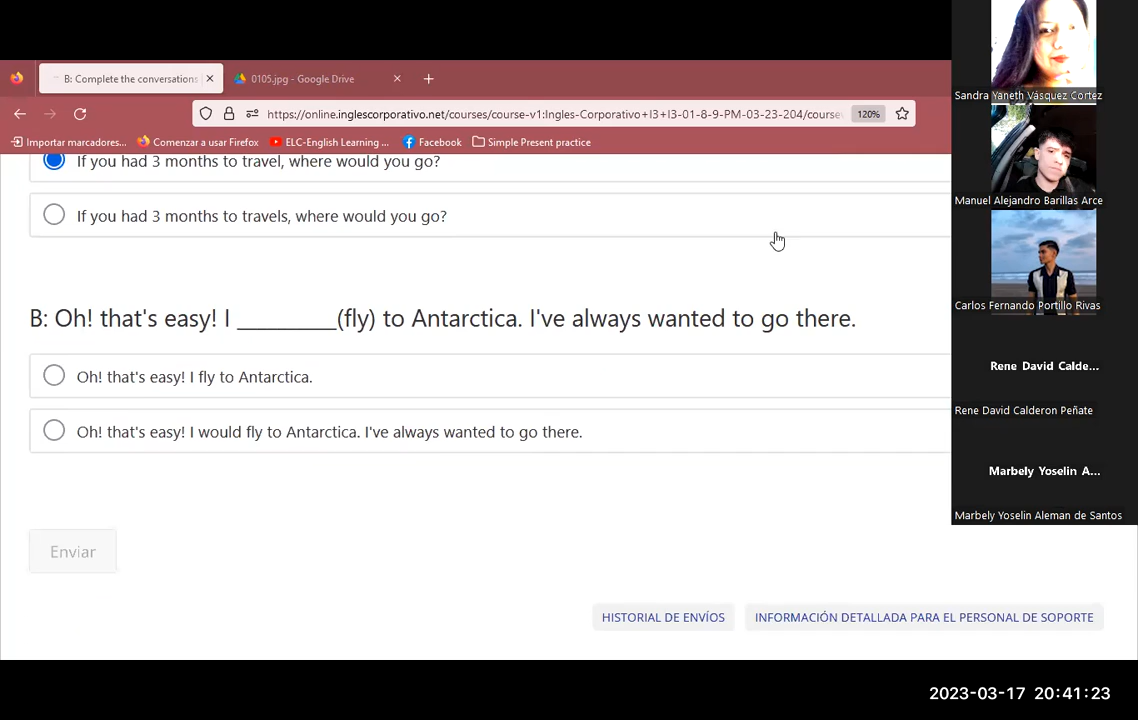 B: Complete the conversations
0105.jpg - Google Drive
https://online.inglescorporativo.net/courses/course-v1:Ingles-Corporativo+I3+I3-01-8-9-PM-03-23-204/course
120%
Importar marcadores...
Comenzar a usar Firefox
ELC-English Learning ...
Facebook
Simple Present practice
If you had 3 months to travel, where would you go?
If you had 3 months to travels, where would you go?
B: Oh! that's easy! I __________(fly) to Antarctica. I've always wanted to go there.
Oh! that's easy! I fly to Antarctica.
Oh! that's easy! I would fly to Antarctica. I've always wanted to go there.
Enviar
HISTORIAL DE ENVÍOS
INFORMACIÓN DETALLADA PARA EL PERSONAL DE SOPORTE
Sandra Yaneth Vásquez Cortez
Manuel Alejandro Barillas Arce
Carlos Fernando Portillo Rivas
Rene David Calde...
Rene David Calderon Peñate
Marbely Yoselin A...
Marbely Yoselin Aleman de Santos
2023-03-17 20:41:23